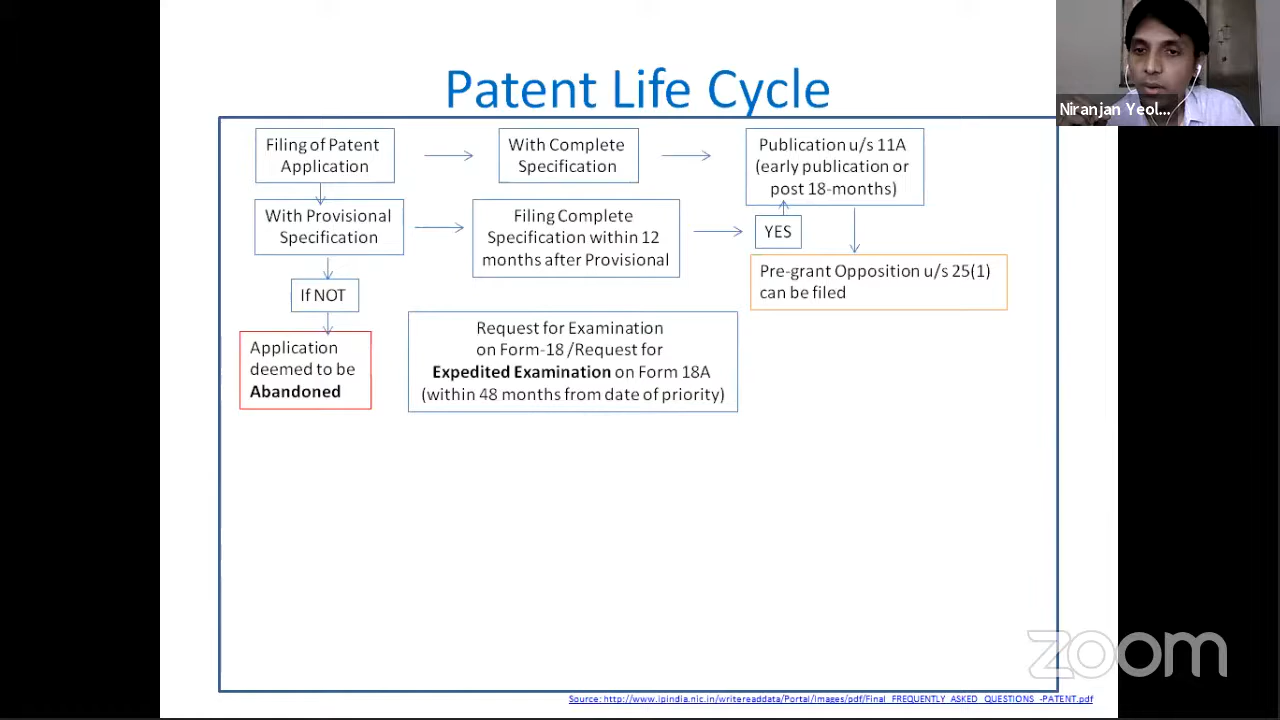 Patent Life Cycle
Niranjan Yeol...
Filing of Patent
Application
With Complete
Specification
Publication u/s 11A
(early publication or
post 18-months)
With Provisional
Specification
Filing Complete
Specification within 12
months after Provisional
YES
Pre-grant Opposition u/s 25(1)
can be filed
If NOT
Application
deemed to be
Abandoned
Request for Examination
on Form-18 /Request for
Expedited Examination on Form 18A
(within 48 months from date of priority)
zoom
Source: http://www.ipindia.nic.in/writereaddata/Portal/Images/pdf/Final_FREQUENTLY_ASKED_QUESTIONS_-PATENT.pdf